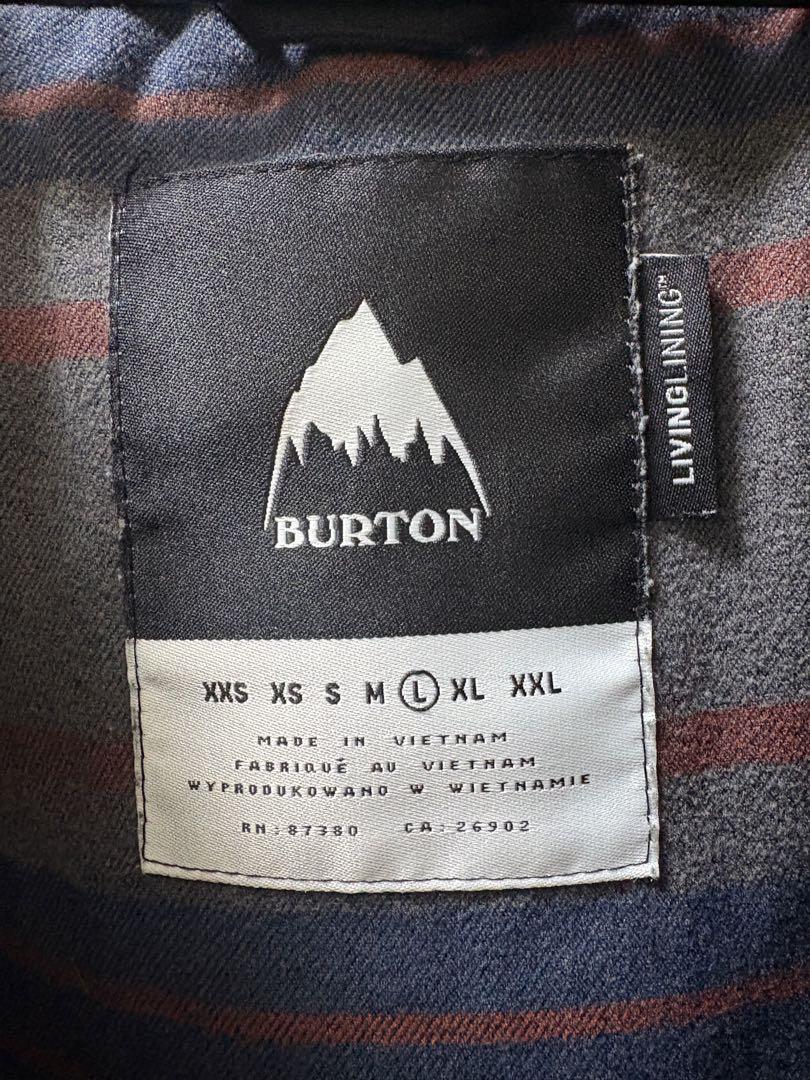 BURTON
LIVINGLINING™
XXS XS S M L XL XXL
MADE IN VIETNAM
FABRIQUÉ AU VIETNAM
WYPRODUKOWANO W WIETNAMIE
RN:87380 CA:26902